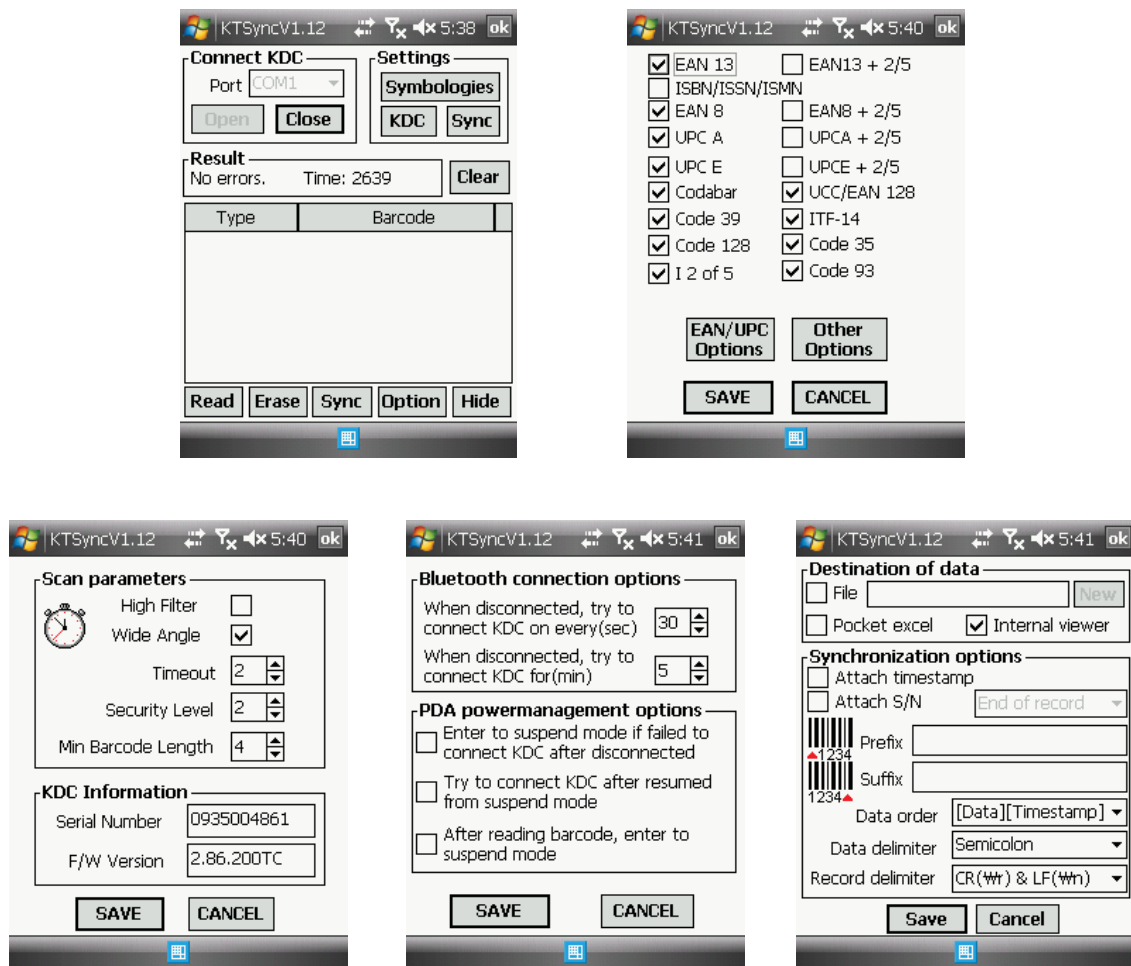 KTSyncV1.12 5:38 ok
Connect KDC Settings
Port COM1 Symbologies
Open Close KDC Sync
Result
No errors. Time: 2639 Clear
Type Barcode
Read Erase Sync Option Hide
KTSyncV1.12 5:40 ok
EAN 13 EAN13 + 2/5
ISBN/ISSN/ISMN
EAN 8 EAN8 + 2/5
UPC A UPCA + 2/5
UPC E UPCE + 2/5
Codabar UCC/EAN 128
Code 39 ITF-14
Code 128 Code 35
I 2 of 5 Code 93
EAN/UPC Other
Options Options
SAVE CANCEL
KTSyncV1.12 5:40 ok
Scan parameters
High Filter
Wide Angle
Timeout 2
Security Level 2
Min Barcode Length 4
KDC Information
Serial Number 0935004861
F/W Version 2.86.200TC
SAVE CANCEL
KTSyncV1.12 5:41 ok
Bluetooth connection options
When disconnected, try to
connect KDC on every(sec) 30
When disconnected, try to
connect KDC for(min) 5
PDA powermanagement options
Enter to suspend mode if failed to
connect KDC after disconnected
Try to connect KDC after resumed
from suspend mode
After reading barcode, enter to
suspend mode
SAVE CANCEL
KTSyncV1.12 5:41 ok
Destination of data
File New
Pocket excel Internal viewer
Synchronization options
Attach timestamp
Attach S/N End of record
Prefix
1234
Suffix
1234
Data order [Data][Timestamp]
Data delimiter Semicolon
Record delimiter CR(₩r) & LF(₩n)
Save Cancel